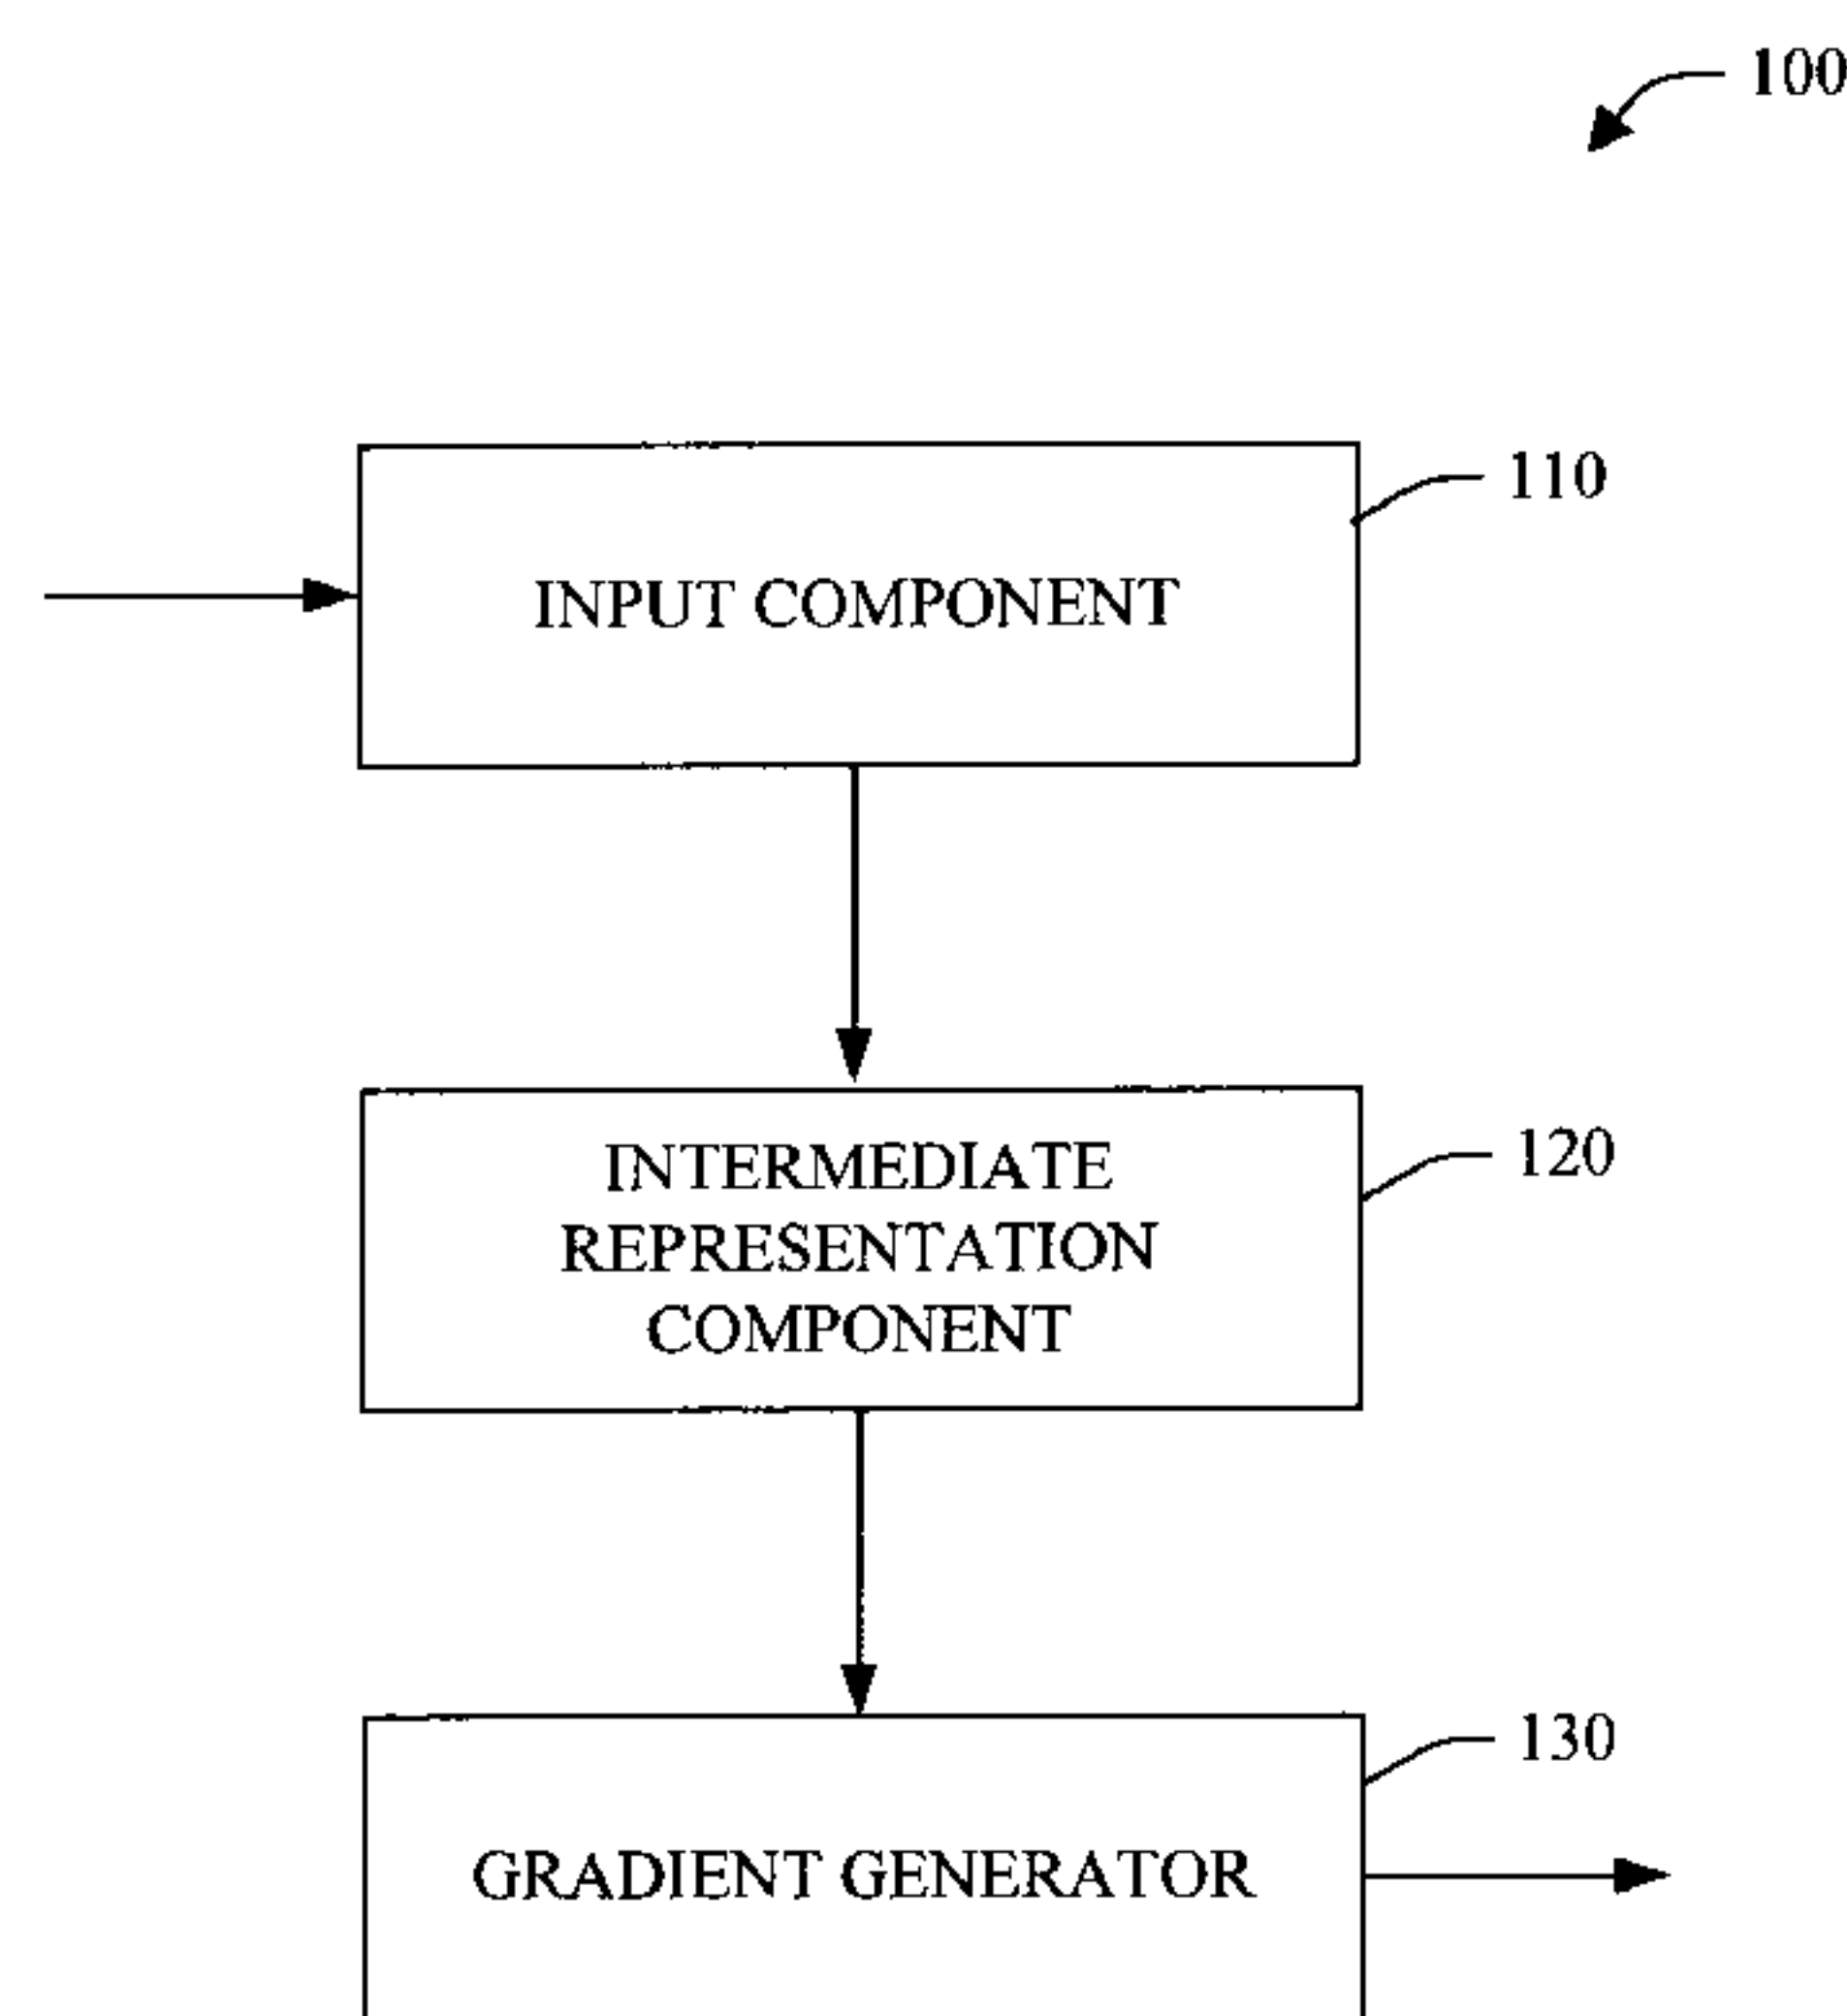 100
110
INPUT COMPONENT
120
INTERMEDIATE
REPRESENTATION
COMPONENT
130
GRADIENT GENERATOR